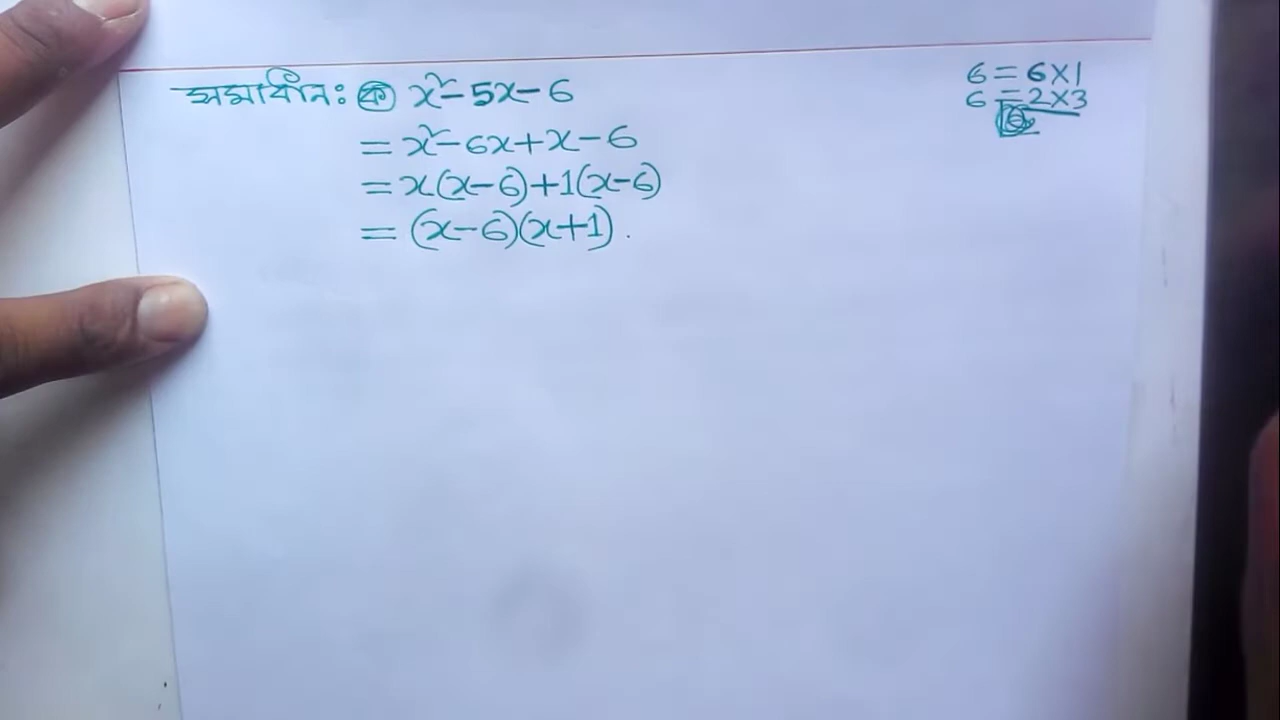 সমাধান: ক x² - 5x - 6
= x² - 6x + x - 6
= x(x-6) + 1(x-6)
= (x-6)(x+1).
6 = 6×1
6 = 2×3